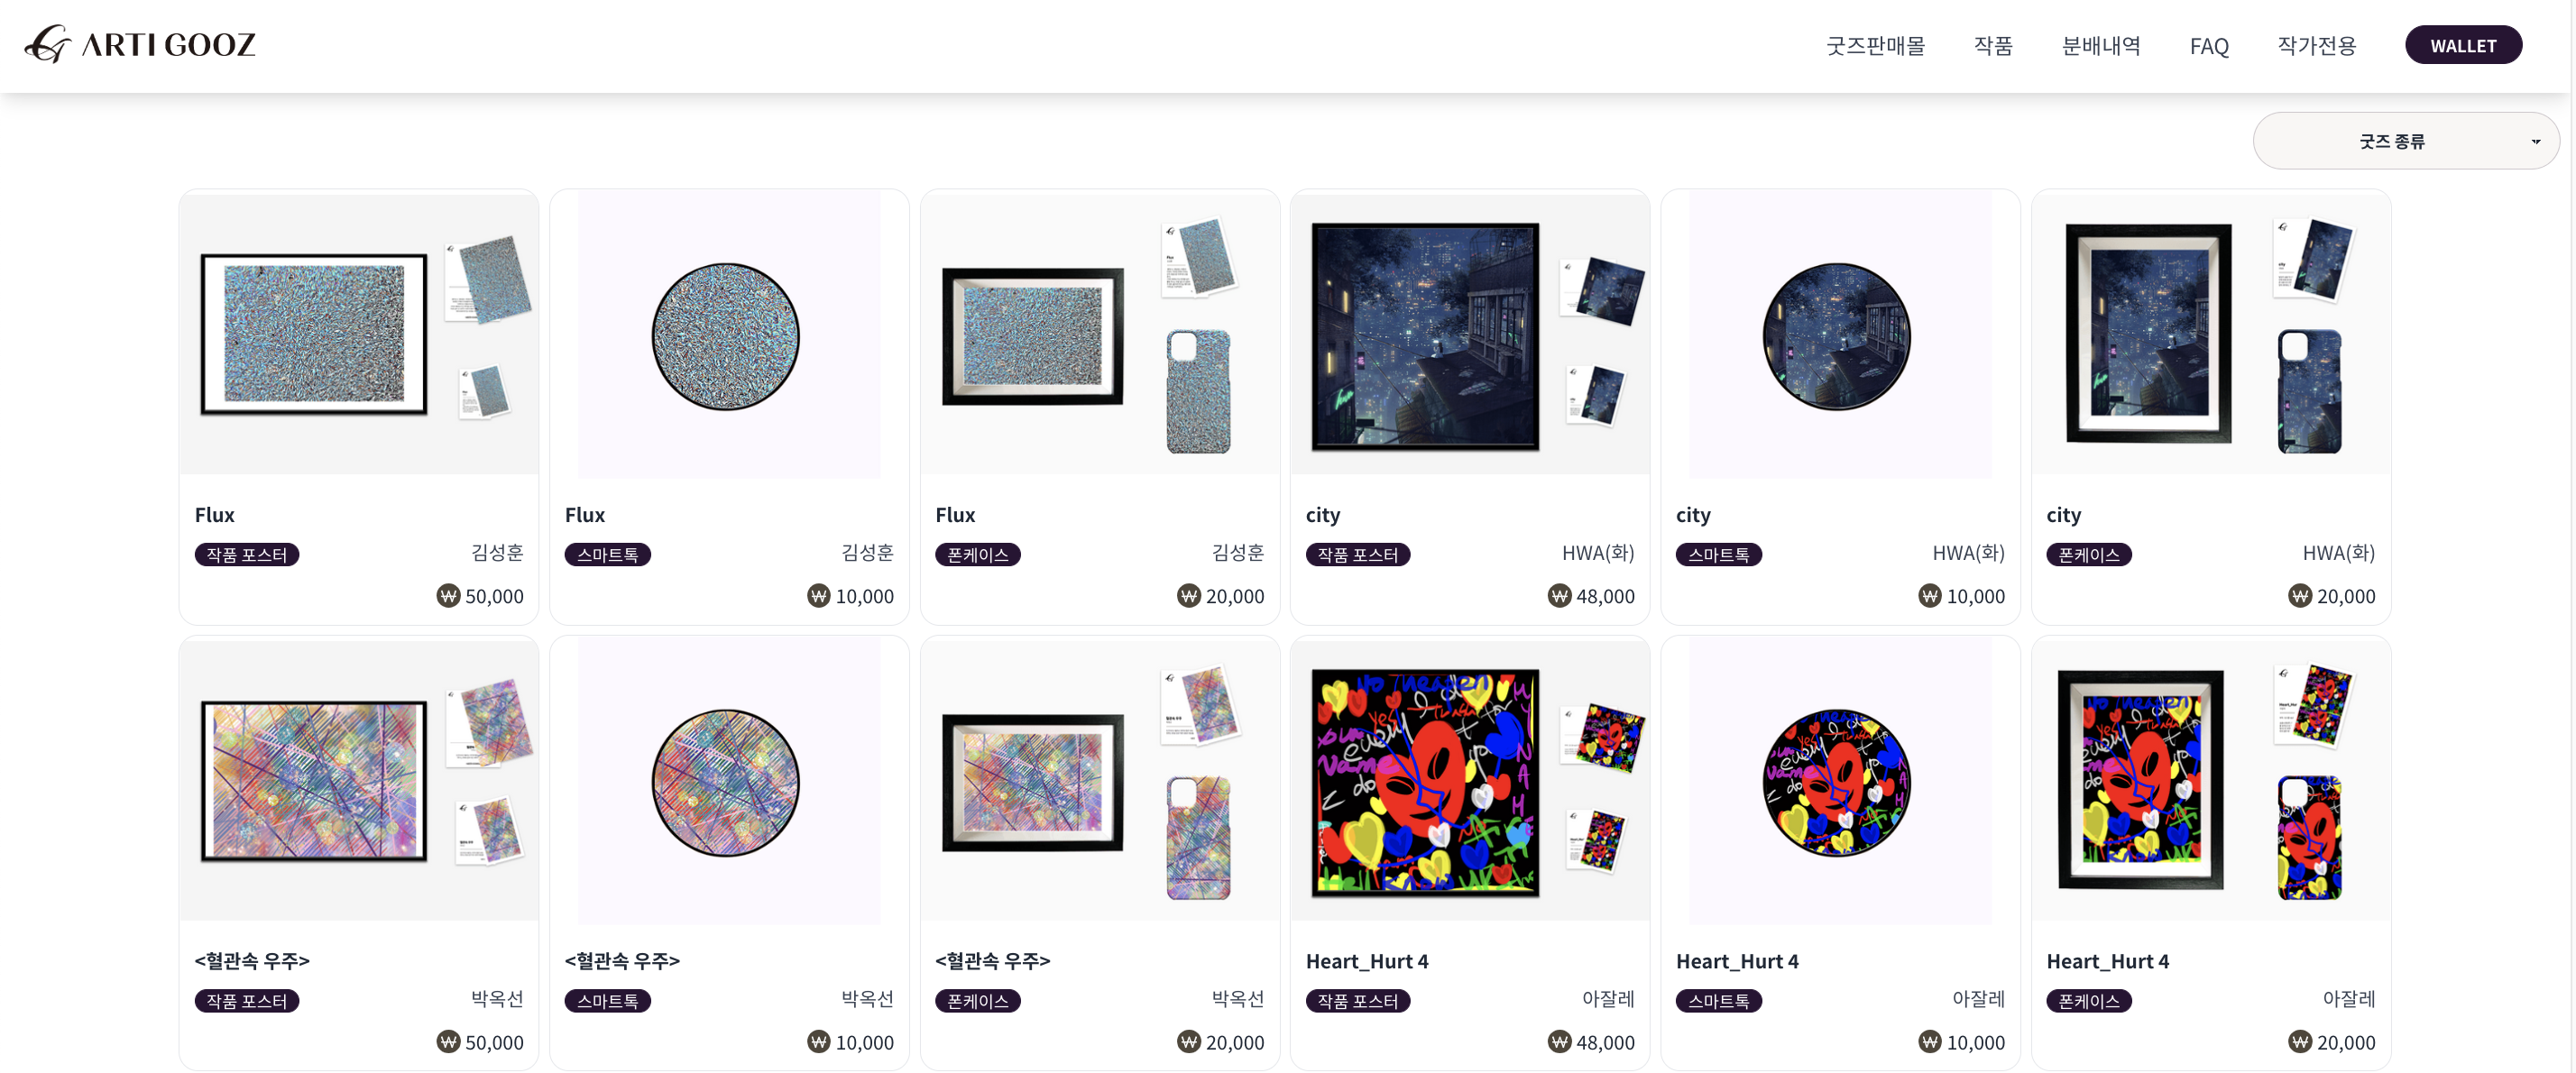 ARTI GOOZ
굿즈판매몰 작품 분배내역 FAQ 작가전용 WALLET
굿즈 종류
Flux
작품 포스터 김성훈
₩ 50,000
Flux
스마트톡 김성훈
₩ 10,000
Flux
폰케이스 김성훈
₩ 20,000
city
작품 포스터 HWA(화)
₩ 48,000
city
스마트톡 HWA(화)
₩ 10,000
city
폰케이스 HWA(화)
₩ 20,000
<혈관속 우주>
작품 포스터 박옥선
₩ 50,000
<혈관속 우주>
스마트톡 박옥선
₩ 10,000
<혈관속 우주>
폰케이스 박옥선
₩ 20,000
Heart_Hurt 4
작품 포스터 아잘레
₩ 48,000
Heart_Hurt 4
스마트톡 아잘레
₩ 10,000
Heart_Hurt 4
폰케이스 아잘레
₩ 20,000